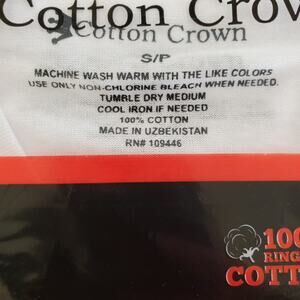 Cotton Crow
Cotton Crown
S/P
MACHINE WASH WARM WITH THE LIKE COLORS
USE ONLY NON-CHLORINE BLEACH WHEN NEEDED.
TUMBLE DRY MEDIUM
COOL IRON IF NEEDED
100% COTTON
MADE IN UZBEKISTAN
RN# 109446
100
RING
COTT